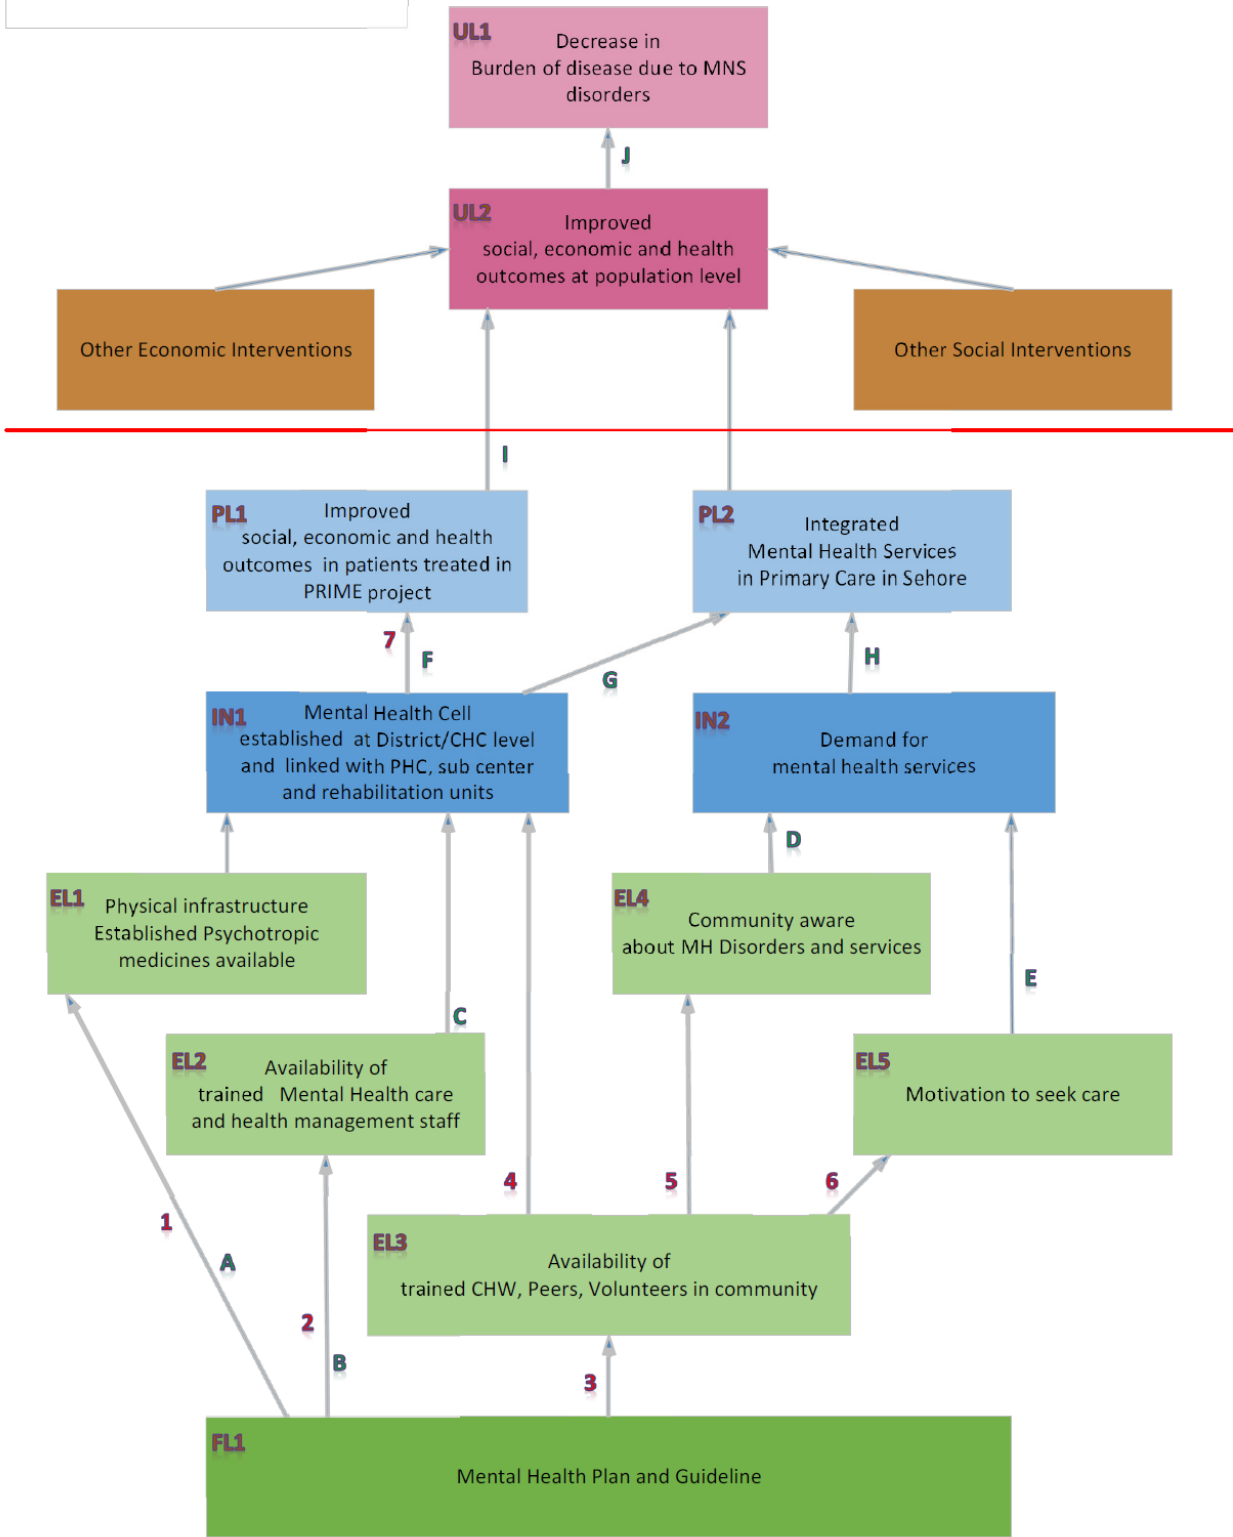 UL1
Decrease in
Burden of disease due to MNS
disorders
J
UL2
Improved
social, economic and health
outcomes at population level
Other Economic Interventions
Other Social Interventions
I
PL1
Improved
social, economic and health
outcomes in patients treated in
PRIME project
PL2
Integrated
Mental Health Services
in Primary Care in Sehore
7
F
G
H
IN1
Mental Health Cell
established at District/CHC level
and linked with PHC, sub center
and rehabilitation units
IN2
Demand for
mental health services
D
EL1
Physical infrastructure
Established Psychotropic
medicines available
EL4
Community aware
about MH Disorders and services
C
E
EL2
Availability of
trained Mental Health care
and health management staff
EL5
Motivation to seek care
4
5
6
1
A
EL3
Availability of
trained CHW, Peers, Volunteers in community
2
B
3
FL1
Mental Health Plan and Guideline